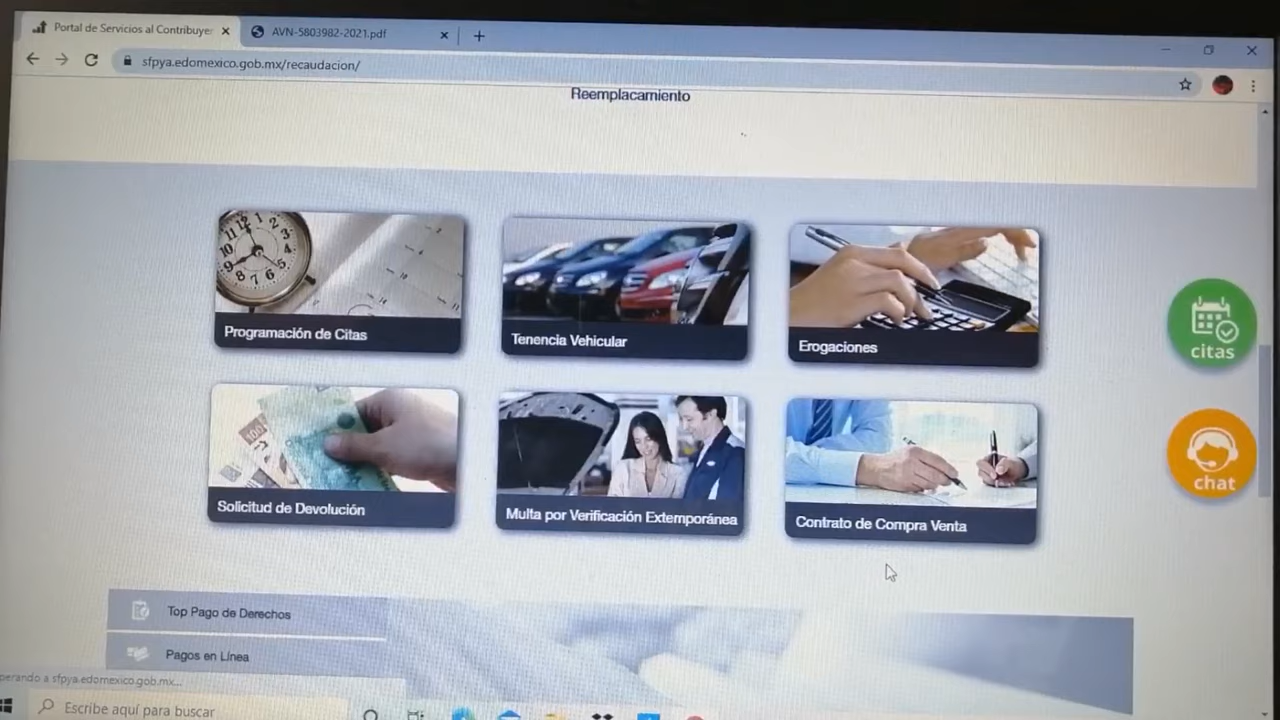 Portal de Servicios al Contribuye
AVN-5803982-2021.pdf
sfpya.edomexico.gob.mx/recaudacion/
Reemplacamiento
Programación de Citas
Tenencia Vehicular
Erogaciones
citas
Solicitud de Devolución
Multa por Verificación Extemporánea
Contrato de Compra Venta
chat
Top Pago de Derechos
Pagos en Línea
perando a sfpya.edomexico.gob.mx...
Escribe aquí para buscar